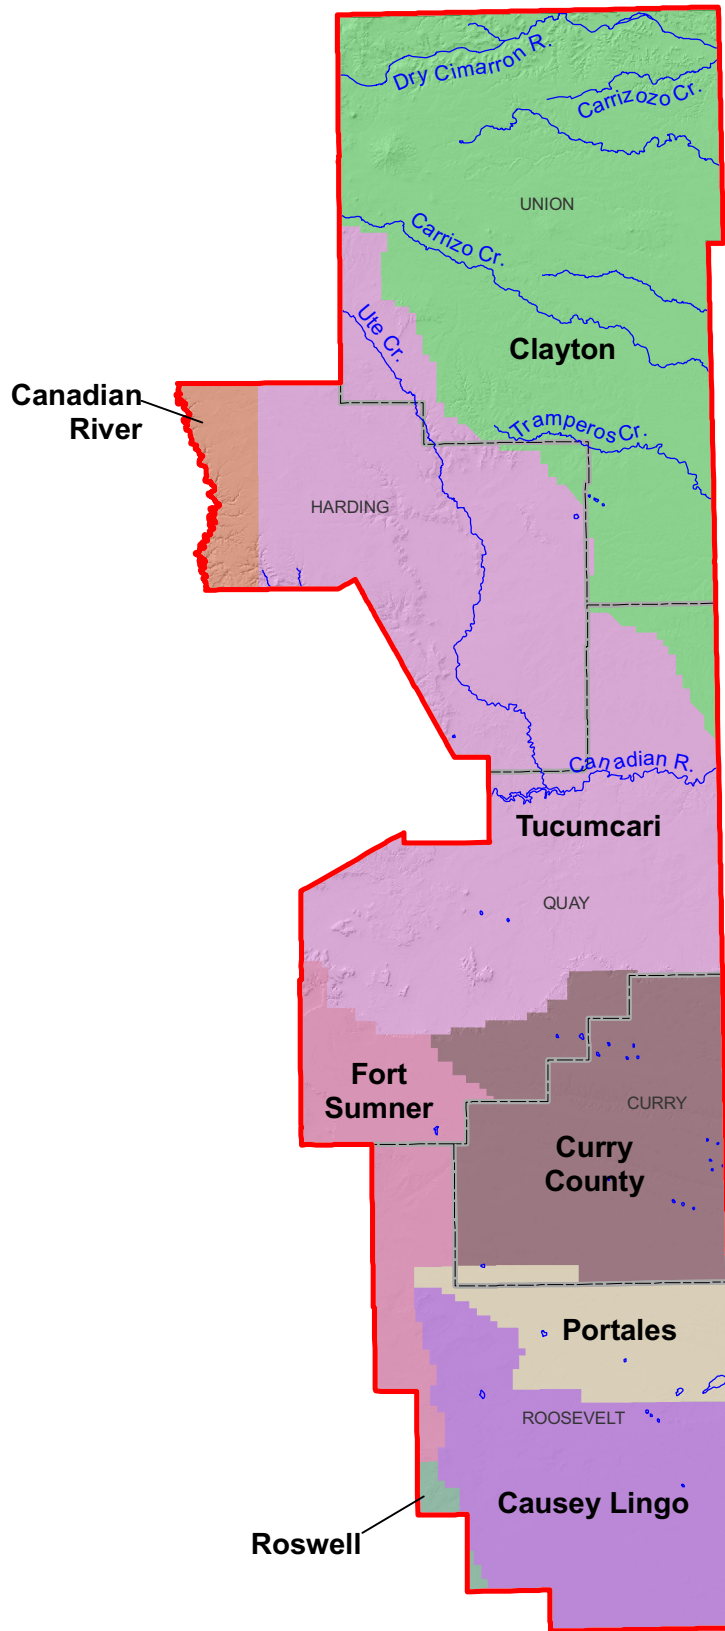 Dry Cimarron R.
Carrizozo Cr.
UNION
Carrizo Cr.
Ute Cr.
Clayton
Canadian
River
Tramperos Cr.
HARDING
Canadian R.
Tucumcari
QUAY
Fort
Sumner
CURRY
Curry
County
Portales
ROOSEVELT
Causey Lingo
Roswell